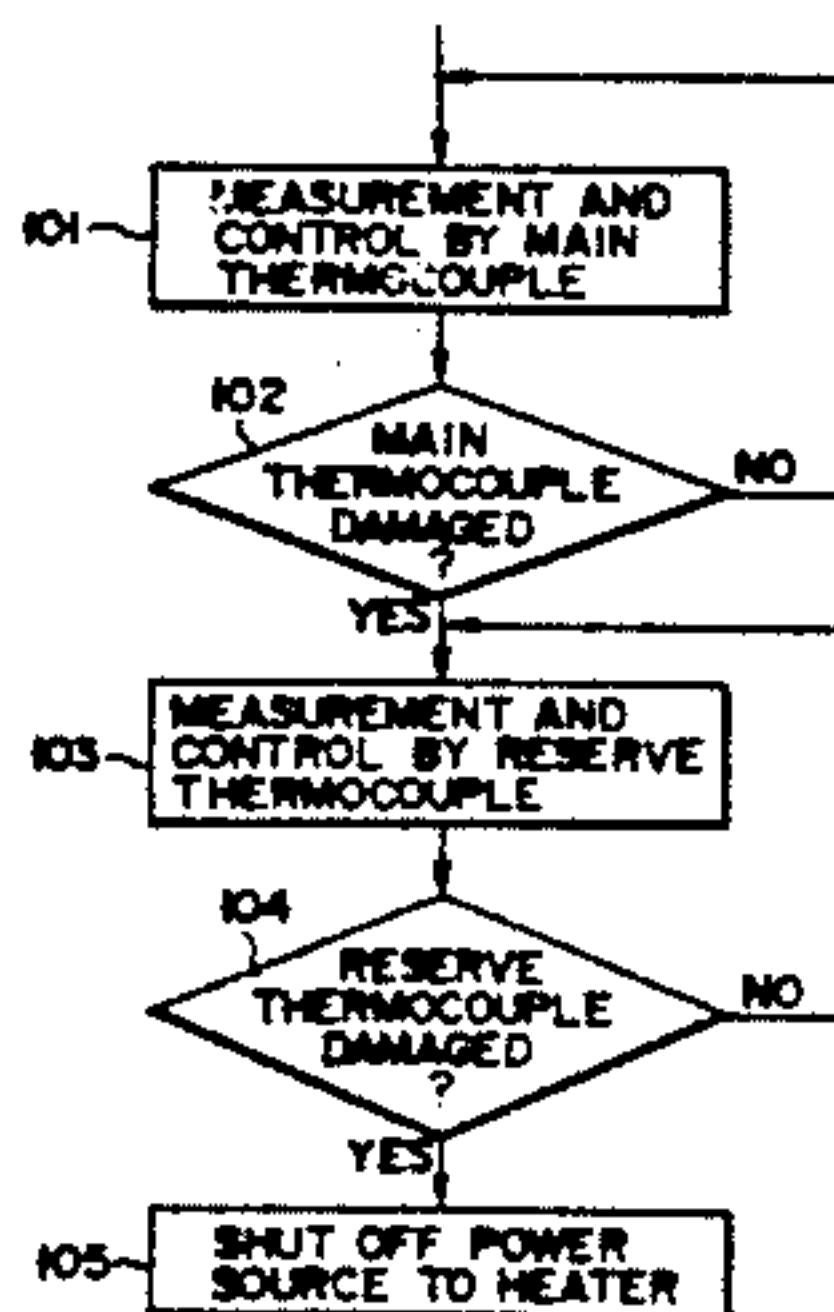 101
MEASUREMENT AND
CONTROL BY MAIN
THERMOCOUPLE
102
MAIN
THERMOCOUPLE
DAMAGED
?
NO
YES
103
MEASUREMENT AND
CONTROL BY RESERVE
THERMOCOUPLE
104
RESERVE
THERMOCOUPLE
DAMAGED
?
NO
YES
105
SHUT OFF POWER
SOURCE TO HEATER